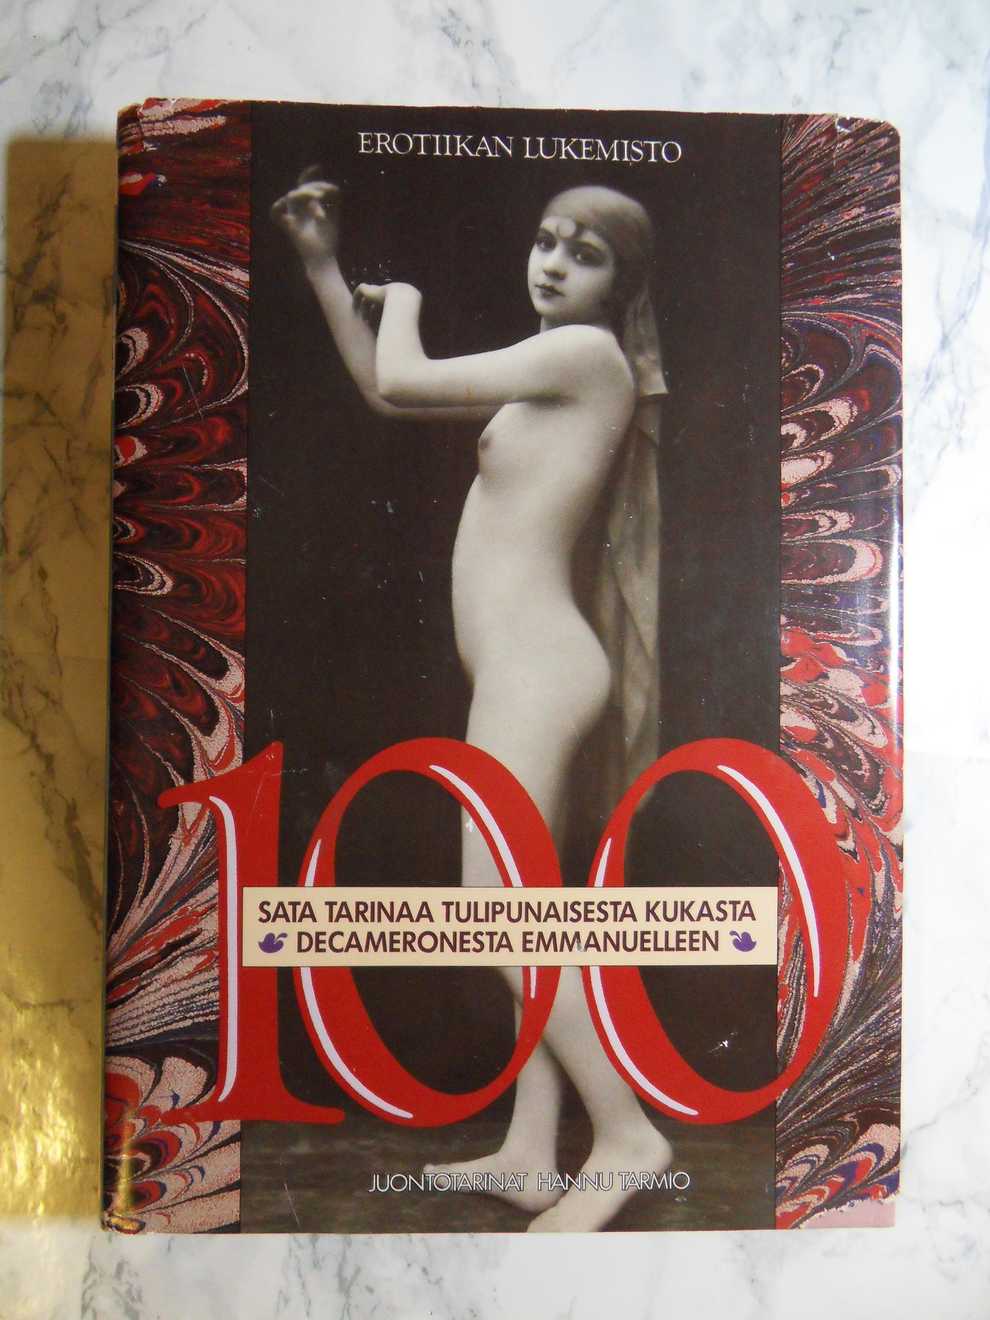 EROTIIKAN LUKEMISTO
100
SATA TARINAA TULIPUNAISESTA KUKASTA
DECAMERONESTA EMMANUELLEEN
JUONTOTARINAT HANNU TARMIO